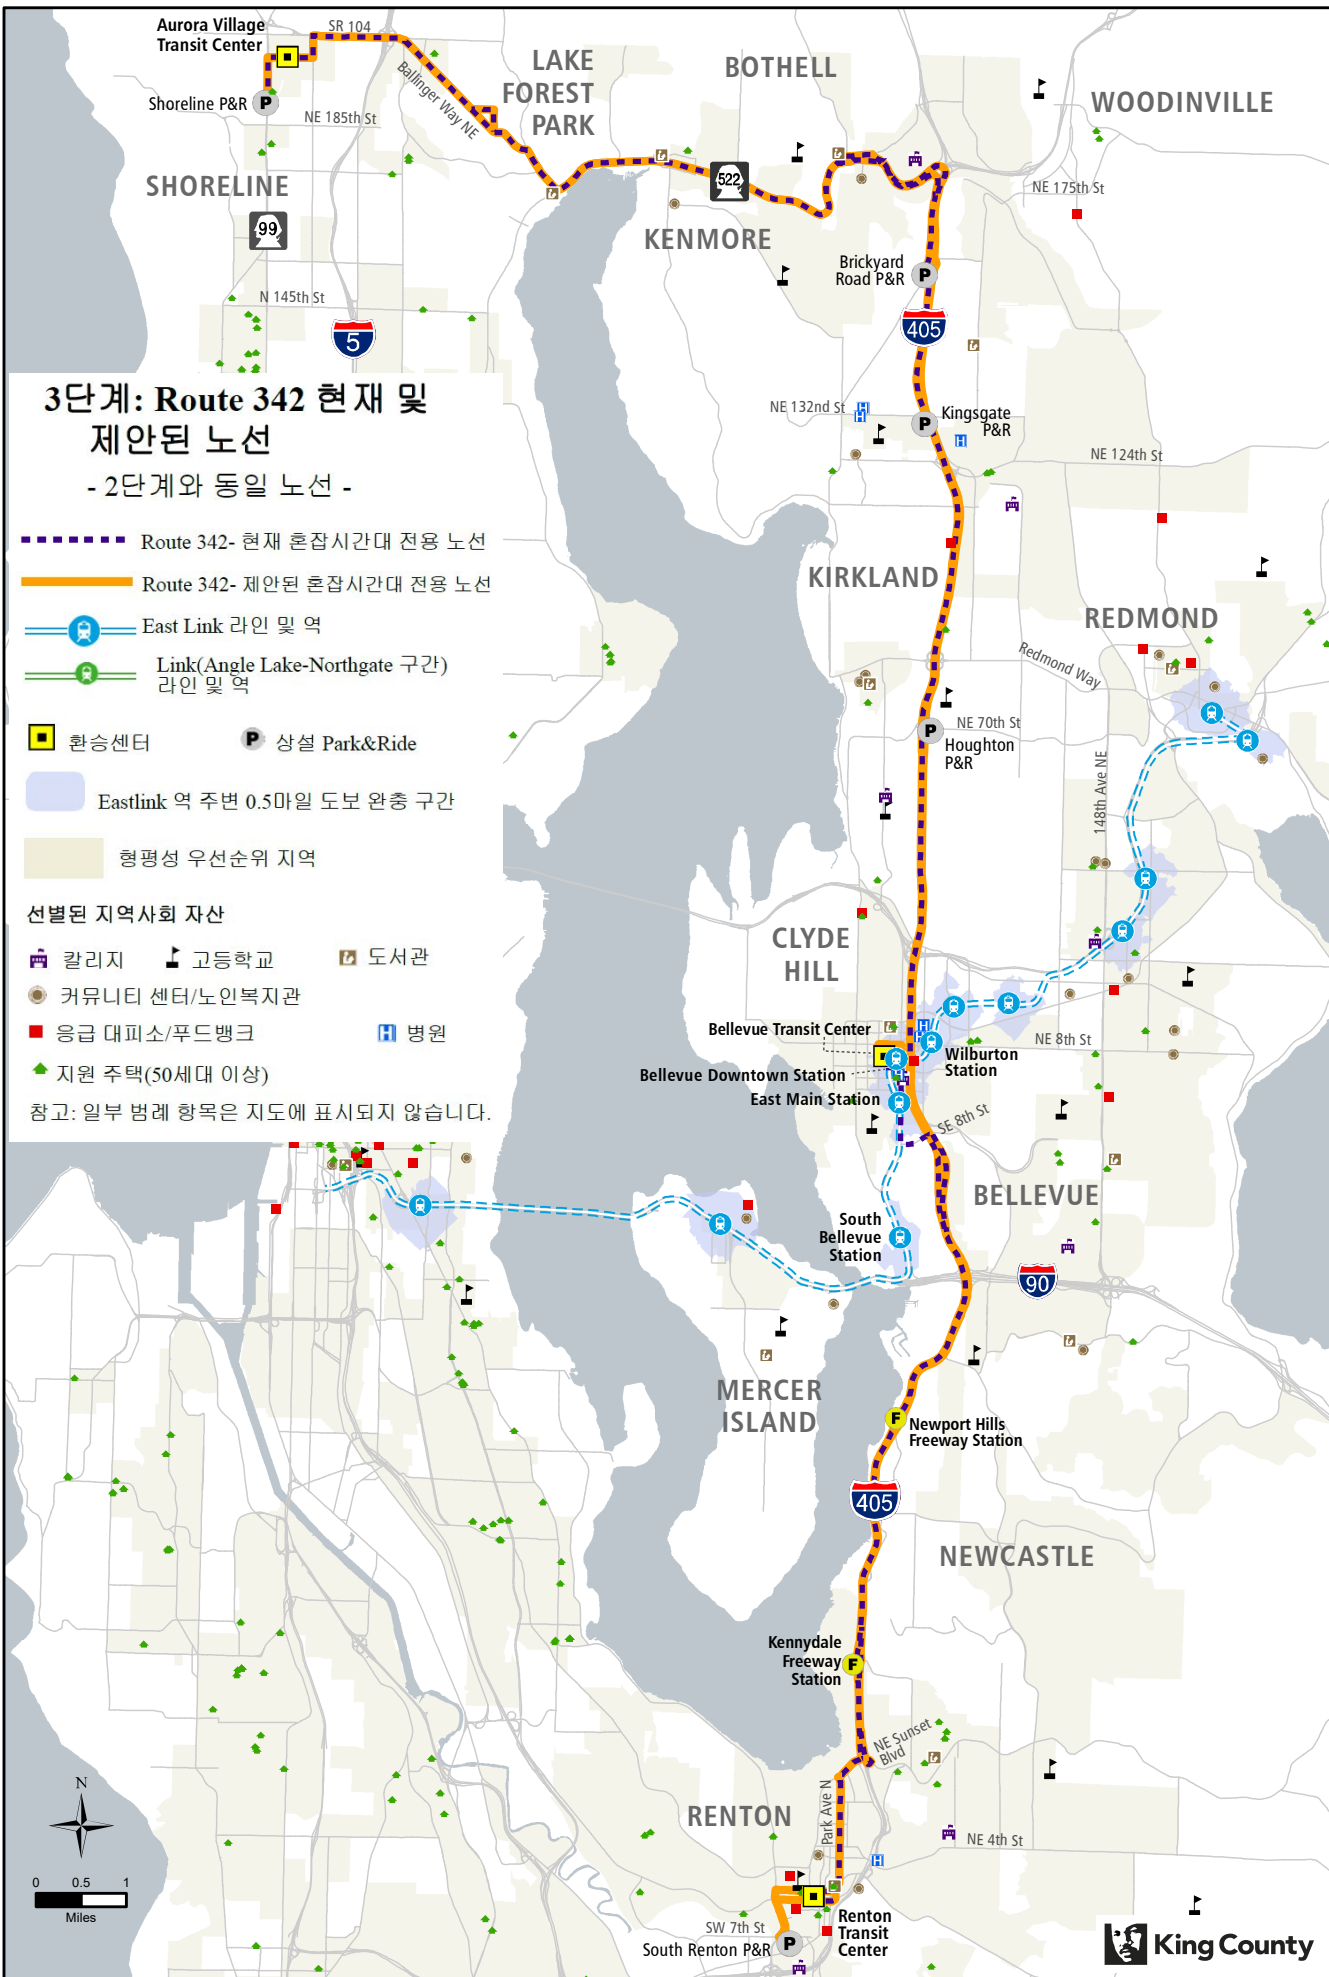 Aurora Village
Transit Center
SR 104
Ballinger Way NE
LAKE
FOREST
PARK
BOTHELL
WOODINVILLE
Shoreline P&R
P
NE 185th St
SHORELINE
99
522
KENMORE
NE 175th St
Brickyard
Road P&R
P
N 145th St
5
405
3단계: Route 342 현재 및
제안된 노선
- 2단계와 동일 노선 -
Route 342- 현재 혼잡시간대 전용 노선
Route 342- 제안된 혼잡시간대 전용 노선
East Link 라인 및 역
Link(Angle Lake-Northgate 구간)
라인 및 역
환승센터
P 상설 Park&Ride
Eastlink 역 주변 0.5마일 도보 완충 구간
형평성 우선순위 지역
선별된 지역사회 자산
칼리지
고등학교
도서관
커뮤니티 센터/노인복지관
응급 대피소/푸드뱅크
H 병원
지원 주택(50세대 이상)
참고: 일부 범례 항목은 지도에 표시되지 않습니다.
NE 132nd St
H
H
P
Kingsgate
P&R
H
NE 124th St
KIRKLAND
REDMOND
Redmond Way
P
NE 70th St
Houghton
P&R
148th Ave NE
CLYDE
HILL
Bellevue Transit Center
H
H
Wilburton
Station
NE 8th St
Bellevue Downtown Station
East Main Station
SE 8th St
BELLEVUE
South
Bellevue
Station
90
MERCER
ISLAND
F
Newport Hills
Freeway Station
405
NEWCASTLE
Kennydale
Freeway
Station
F
NE Sunset
Blvd
RENTON
Park Ave N
NE 4th St
H
SW 7th St
South Renton P&R
P
Renton
Transit
Center
N
0 0.5 1
Miles
King County